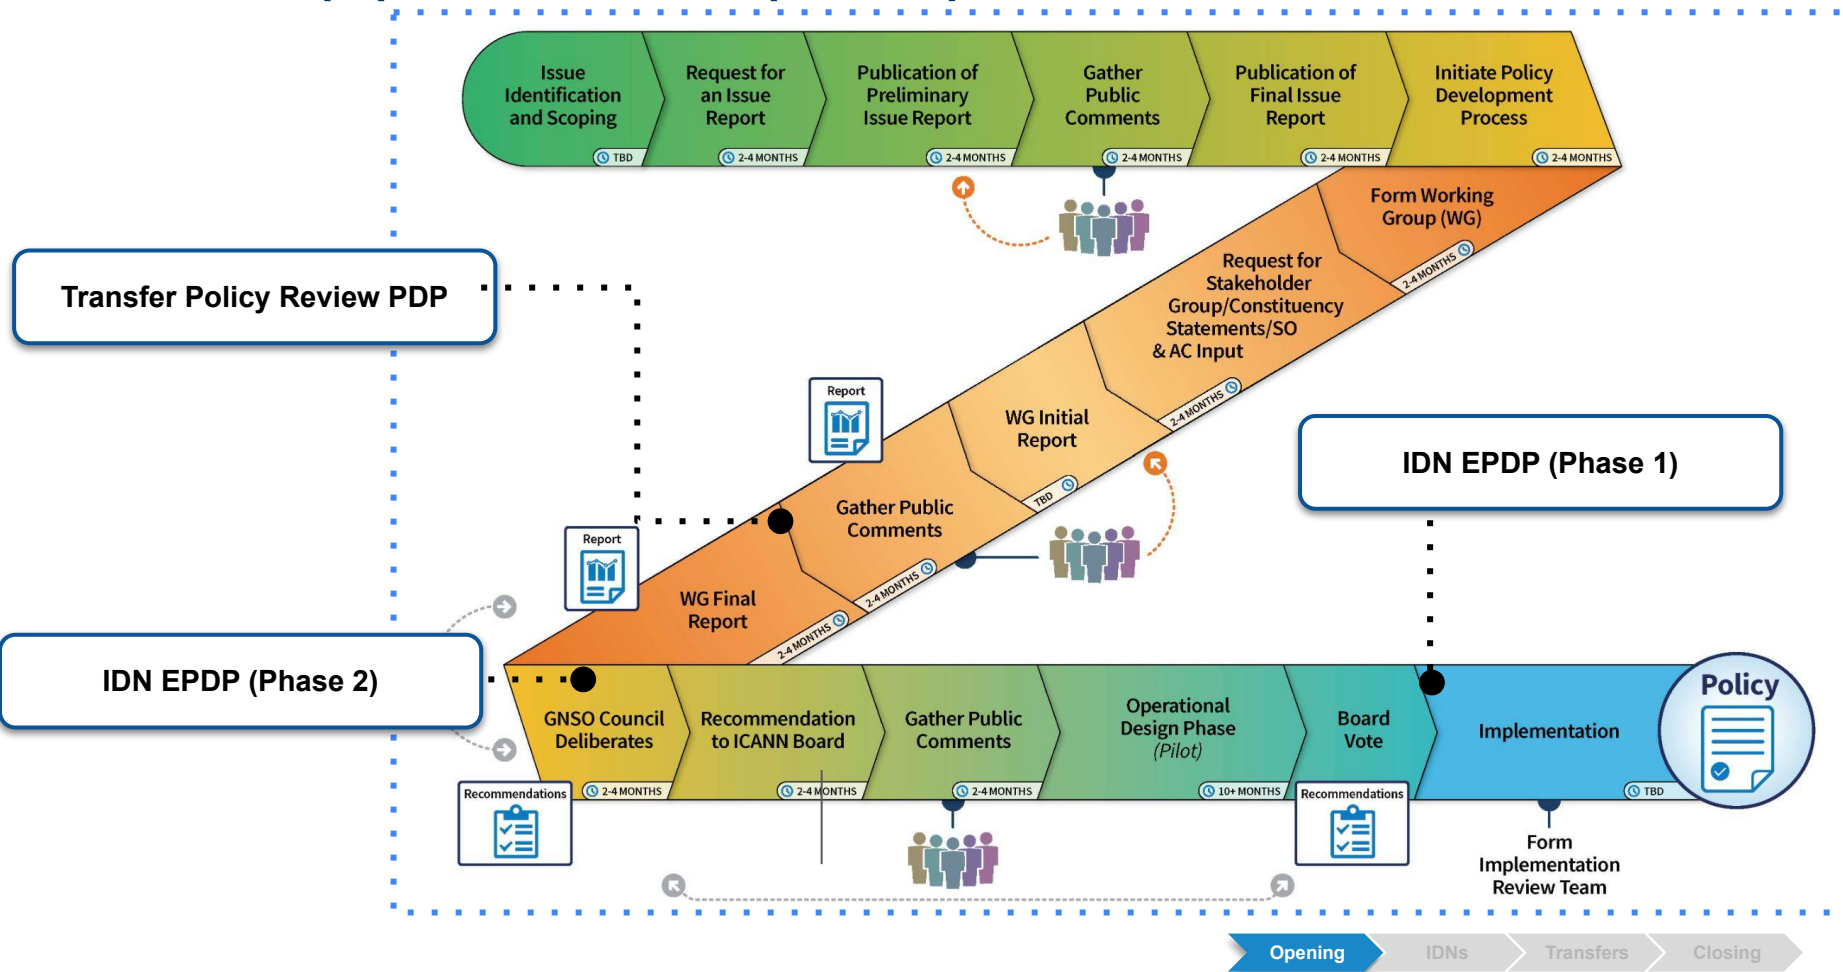 Issue
Identification
and Scoping
TBD
Request for
an Issue
Report
2-4 MONTHS
Publication of
Preliminary
Issue Report
2-4 MONTHS
Gather
Public
Comments
2-4 MONTHS
Publication of
Final Issue
Report
2-4 MONTHS
Initiate Policy
Development
Process
2-4 MONTHS
Form Working
Group (WG)
2-4 MONTHS
Request for
Stakeholder
Group/Constituency
Statements/SO
& AC Input
2-4 MONTHS
Transfer Policy Review PDP
Report
WG Initial
Report
TBD
IDN EPDP (Phase 1)
Gather Public
Comments
2-4 MONTHS
Report
WG Final
Report
2-4 MONTHS
IDN EPDP (Phase 2)
GNSO Council
Deliberates
2-4 MONTHS
Recommendation
to ICANN Board
2-4 MONTHS
Gather Public
Comments
2-4 MONTHS
Operational
Design Phase
(Pilot)
10+ MONTHS
Board
Vote
Implementation
TBD
Policy
Recommendations
Recommendations
Form
Implementation
Review Team
Opening
IDNs
Transfers
Closing